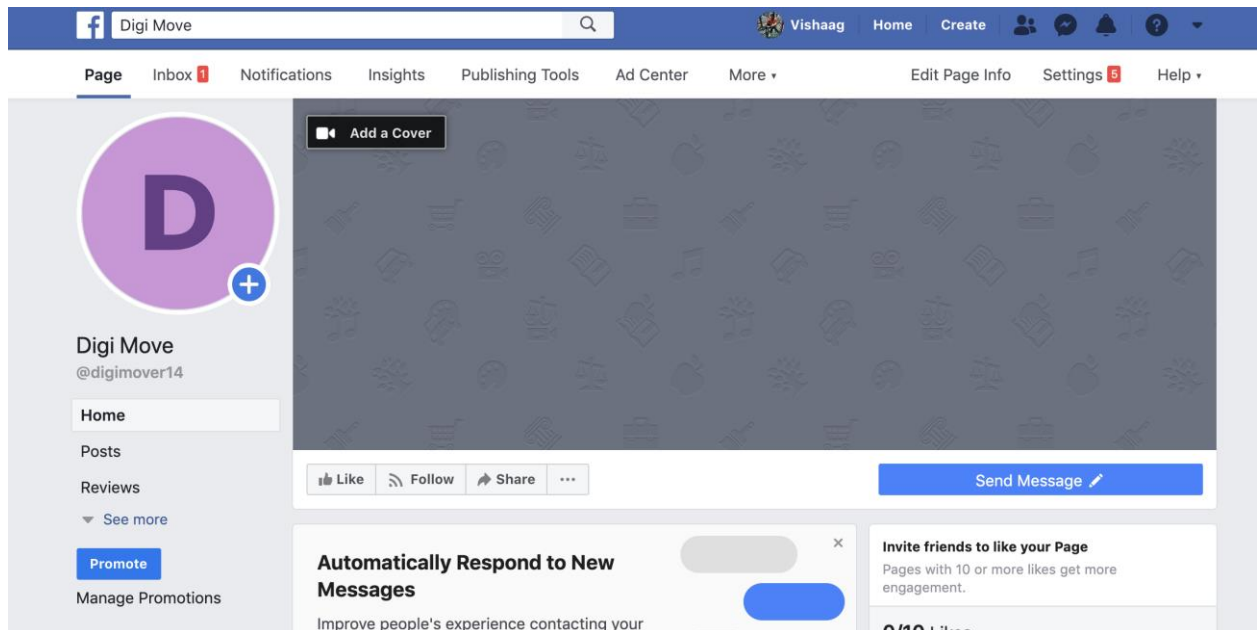 f Digi Move Vishaag Home Create
Page Inbox 1 Notifications Insights Publishing Tools Ad Center More Edit Page Info Settings 5 Help
Add a Cover
D
Digi Move
@digimover14
Home
Posts
Reviews
See more
Promote
Manage Promotions
Like Follow Share ...
Send Message
Automatically Respond to New
Messages
Improve people's experience contacting your
Invite friends to like your Page
Pages with 10 or more likes get more
engagement.
0/10 Likes